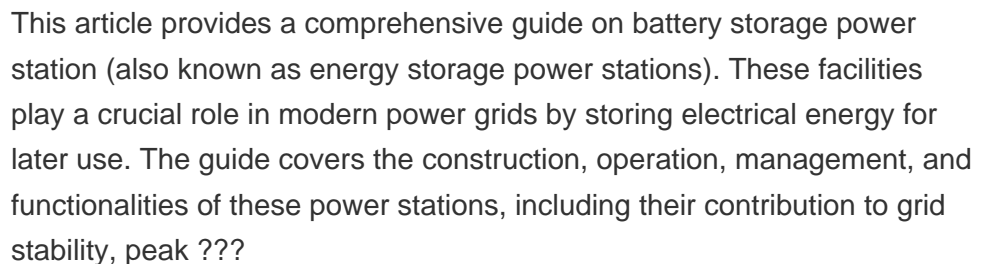 This article provides a comprehensive guide on battery storage power
station (also known as energy storage power stations). These facilities
play a crucial role in modern power grids by storing electrical energy for
later use. The guide covers the construction, operation, management, and
functionalities of these power stations, including their contribution to grid
stability, peak ???